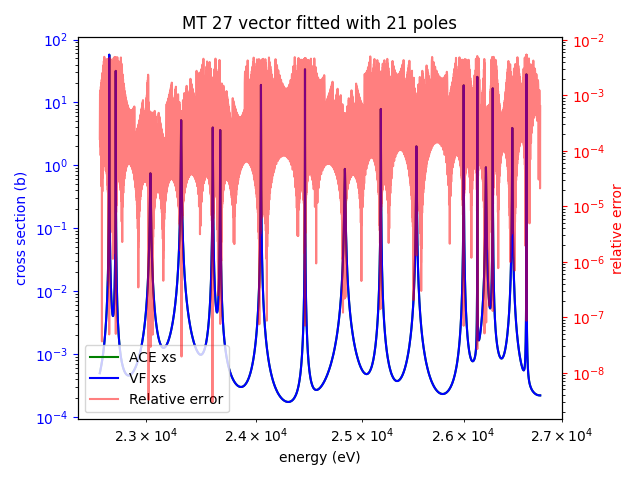 MT 27 vector fitted with 21 poles
10²
10¹
10⁰
10⁻¹
10⁻²
10⁻³
10⁻⁴
cross section (b)
10⁻²
10⁻³
10⁻⁴
10⁻⁵
10⁻⁶
10⁻⁷
10⁻⁸
relative error
ACE xs
VF xs
Relative error
2.3 × 10⁴ 2.4 × 10⁴ 2.5 × 10⁴ 2.6 × 10⁴ 2.7 × 10⁴
energy (eV)